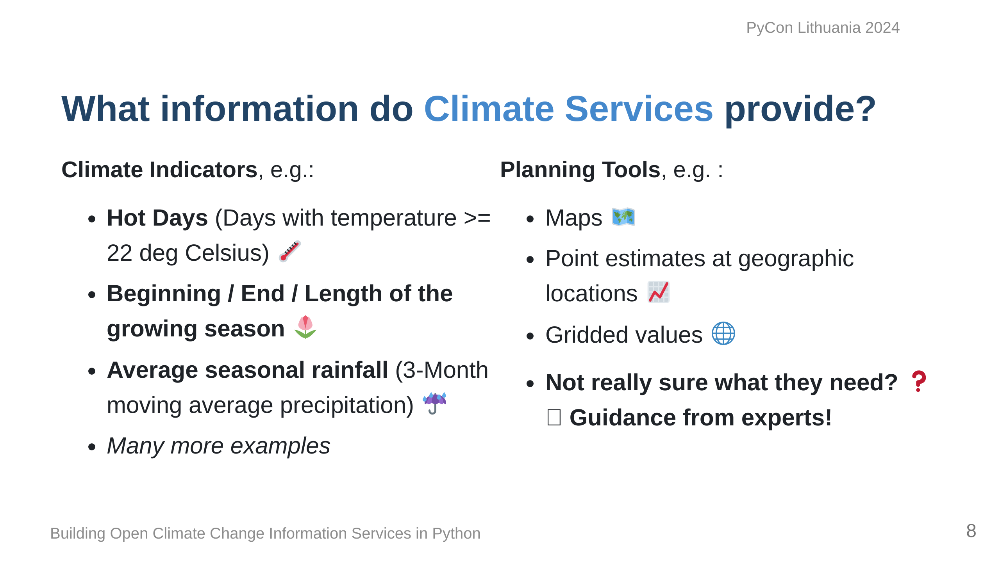 PyCon Lithuania 2024
What information do Climate Services provide?
Climate Indicators, e.g.:
• Hot Days (Days with temperature >=
22 deg Celsius) 🌡️
• Beginning / End / Length of the
growing season 🌷
• Average seasonal rainfall (3-Month
moving average precipitation) ☔
• Many more examples
Planning Tools, e.g. :
• Maps 🗺️
• Point estimates at geographic
locations 📈
• Gridded values 🌐
• Not really sure what they need? ❓
Guidance from experts!
Building Open Climate Change Information Services in Python
8